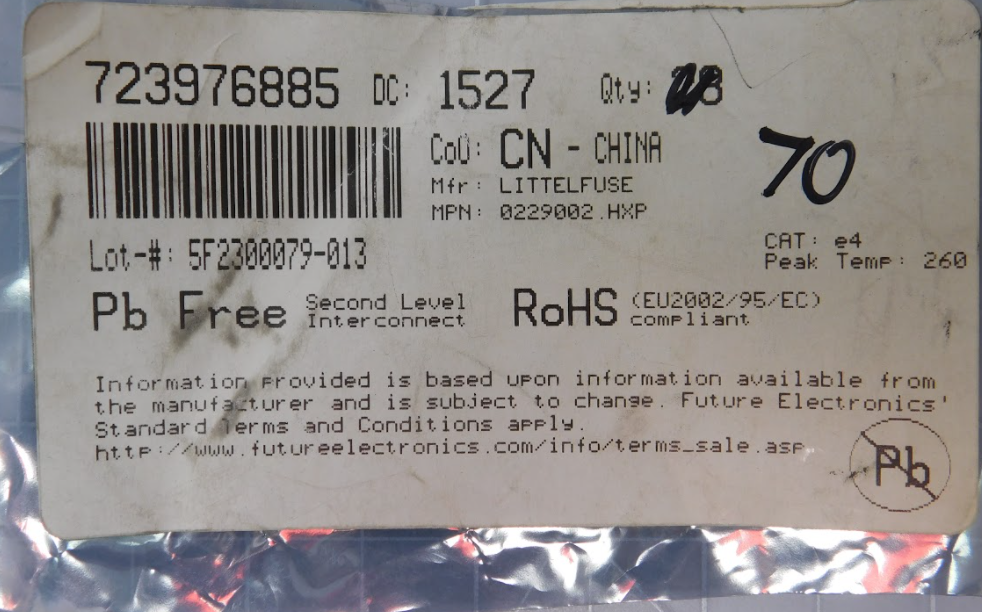 723976885 DC: 1527 Qty: 8
CoO: CN - CHINA
70
Mfr: LITTELFUSE
MPN: 0229002.HXP
Lot-#: 5F2300079-013
CAT: e4
Peak Temp: 260
Pb Free Second Level Interconnect RoHS (EU2002/95/EC) compliant
Information provided is based upon information available from
the manufacturer and is subject to change. Future Electronics'
Standard Terms and Conditions apply.
http://www.futureelectronics.com/info/terms_sale.asp
Pb